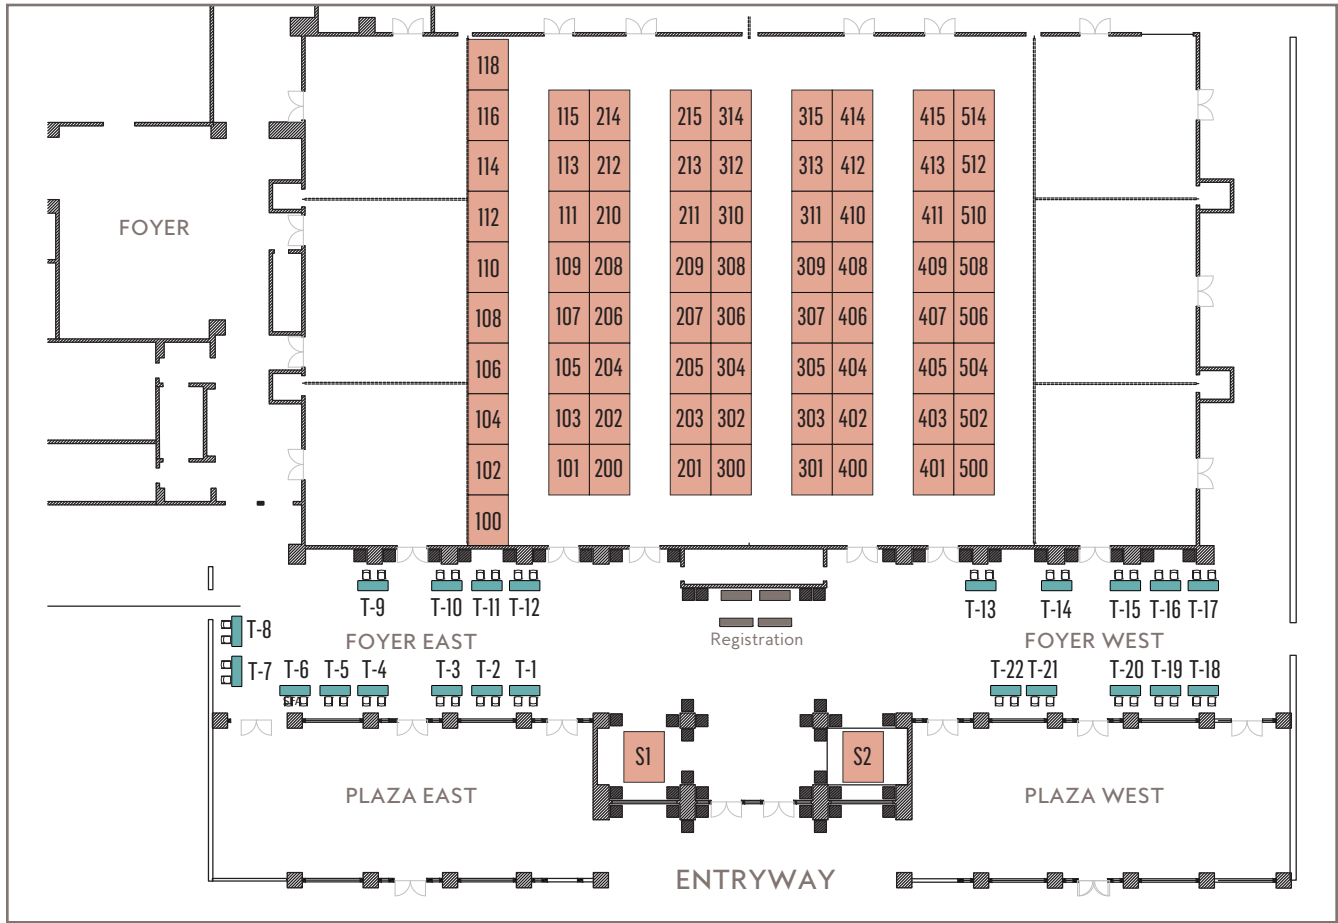 118
116 115 214 215 314 315 414 415 514
114 113 212 213 312 313 412 413 512
112 111 210 211 310 311 410 411 510
FOYER
110 109 208 209 308 309 408 409 508
108 107 206 207 306 307 406 407 506
106 105 204 205 304 305 404 405 504
104 103 202 203 302 303 402 403 502
102 101 200 201 300 301 400 401 500
100
T-9 T-10 T-11 T-12 T-13 T-14 T-15 T-16 T-17
T-8
FOYER EAST Registration FOYER WEST
T-7 T-6 T-5 T-4 T-3 T-2 T-1 T-22 T-21 T-20 T-19 T-18
S1 S2
PLAZA EAST PLAZA WEST
ENTRYWAY